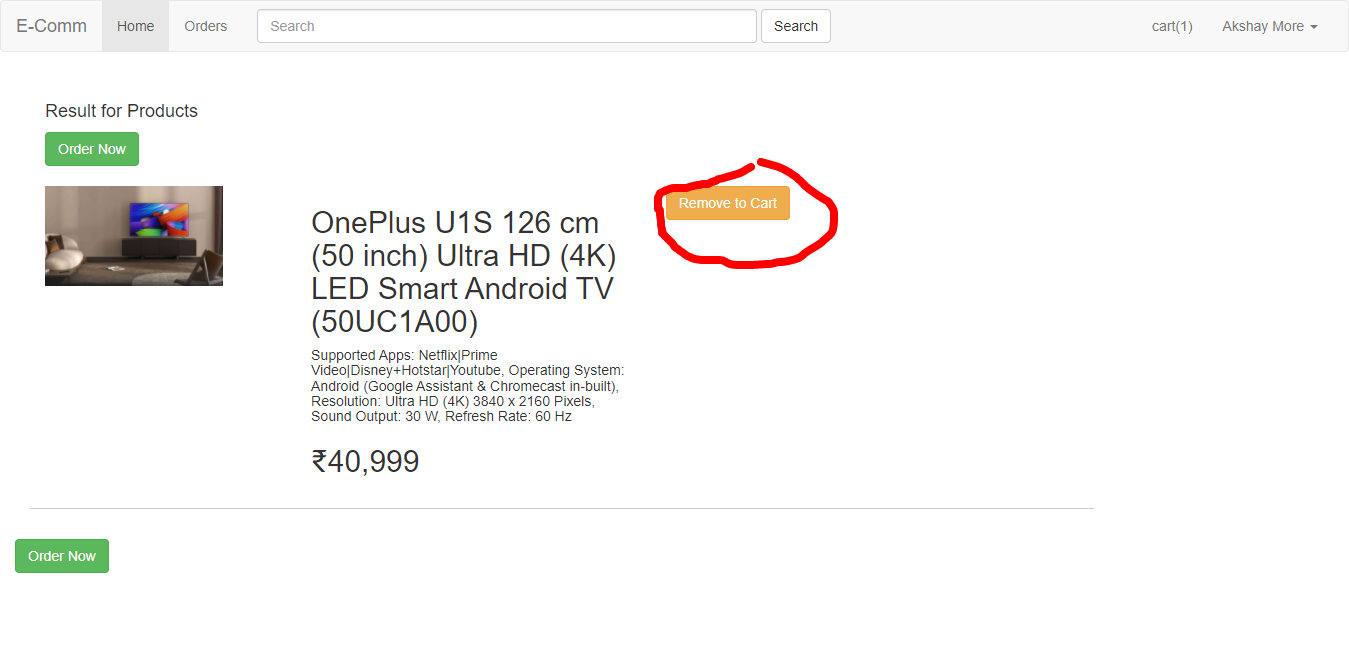 E-Comm Home Orders Search Search cart(1) Akshay More
Result for Products
Order Now
Remove to Cart
OnePlus U1S 126 cm
(50 inch) Ultra HD (4K)
LED Smart Android TV
(50UC1A00)
Supported Apps: Netflix|Prime
Video|Disney+Hotstar|Youtube, Operating System:
Android (Google Assistant & Chromecast in-built),
Resolution: Ultra HD (4K) 3840 x 2160 Pixels,
Sound Output: 30 W, Refresh Rate: 60 Hz
₹40,999
Order Now